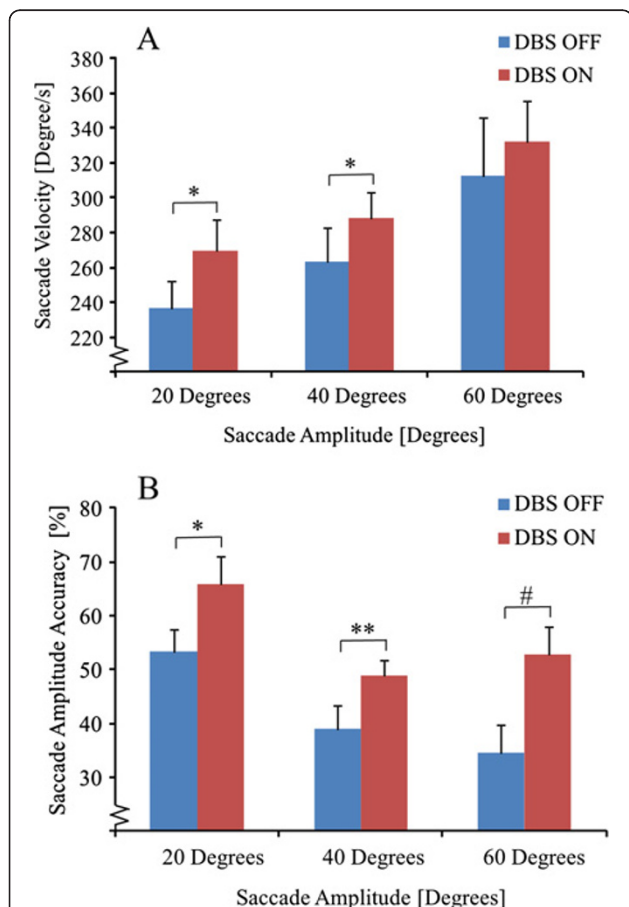 A
DBS OFF
DBS ON
Saccade Velocity [Degree/s]
380
360
340
320
300
280
260
240
220
*
*
20 Degrees
40 Degrees
60 Degrees
Saccade Amplitude [Degrees]
B
DBS OFF
DBS ON
Saccade Amplitude Accuracy [%]
80
70
60
50
40
30
*
**
#
20 Degrees
40 Degrees
60 Degrees
Saccade Amplitude [Degrees]